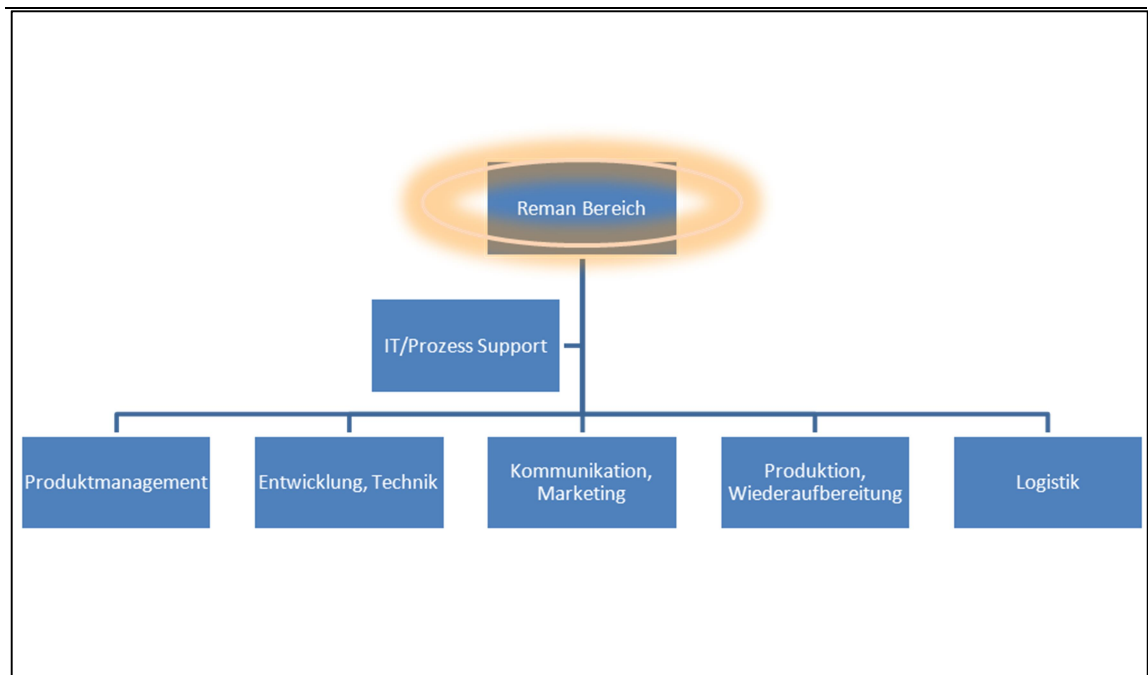 Reman Bereich
IT/Prozess Support
Produktmanagement
Entwicklung, Technik
Kommunikation,
Marketing
Produktion,
Wiederaufbereitung
Logistik